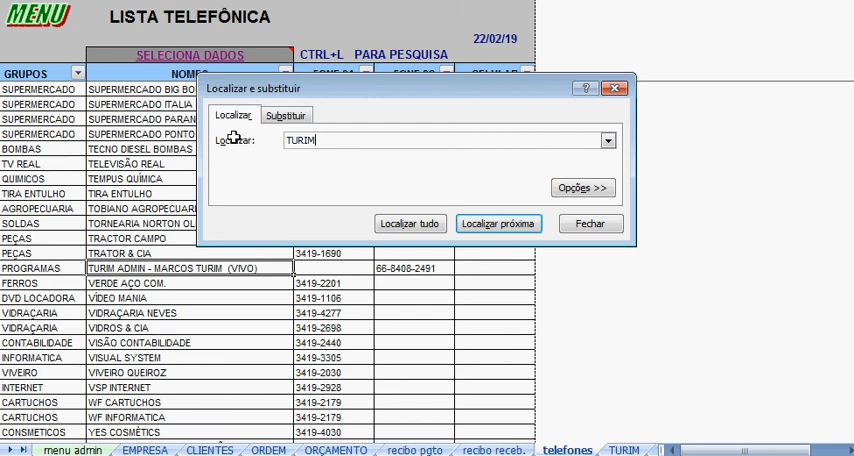 MENU LISTA TELEFÔNICA
22/02/19
SELECIONA DADOS CTRL+L PARA PESQUISA
GRUPOS NOMES FONE 01 FONE 02 CELULAR
Localizar e substituir
Localizar Substituir
Localizar: TURIM
Opções >>
Localizar tudo Localizar próxima Fechar
SUPERMERCADO SUPERMERCADO BIG BO
SUPERMERCADO SUPERMERCADO ITALIA
SUPERMERCADO SUPERMERCADO PARAN
SUPERMERCADO SUPERMERCADO PONTO
BOMBAS TECNO DIESEL BOMBAS
TV REAL TELEVISÃO REAL
QUIMICOS TEMPUS QUÍMICA
TIRA ENTULHO TIRA ENTULHO
AGROPECUARIA TOBIANO AGROPECUAR
SOLDAS TORNEARIA NORTON OL
PEÇAS TRACTOR CAMPO
PEÇAS TRATOR & CIA 3419-1690
PROGRAMAS TURIM ADMIN - MARCOS TURIM (VIVO) 66-8408-2491
FERROS VERDE AÇO COM. 3419-2201
DVD LOCADORA VÍDEO MANIA 3419-1106
VIDRAÇARIA VIDRAÇARIA NEVES 3419-4277
VIDRAÇARIA VIDROS & CIA 3419-2698
CONTABILIDADE VISÃO CONTABILIDADE 3419-2440
INFORMATICA VISUAL SYSTEM 3419-3305
VIVEIRO VIVEIRO QUEIROZ 3419-2030
INTERNET VSP INTERNET 3419-2928
CARTUCHOS WF CARTUCHOS 3419-2179
CARTUCHOS WF INFORMATICA 3419-2179
CONSMETICOS YES COSMÉTICS 3419-4030
menu admin EMPRESA CLIENTES ORDEM ORÇAMENTO recibo pgto recibo receb. telefones TURIM